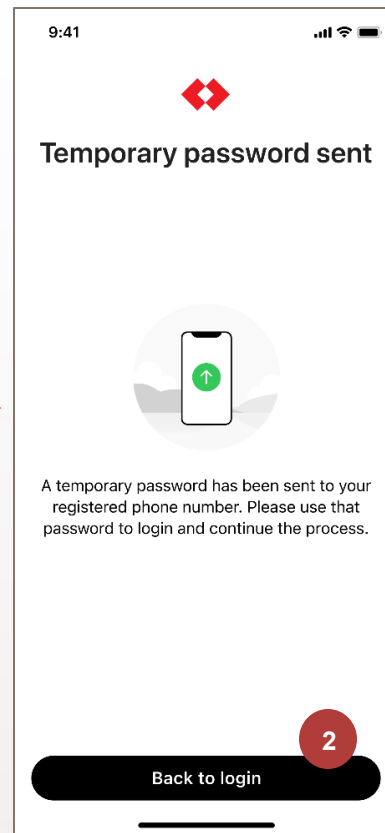 9:41
Temporary password sent
A temporary password has been sent to your
registered phone number. Please use that
password to login and continue the process.
2
Back to login